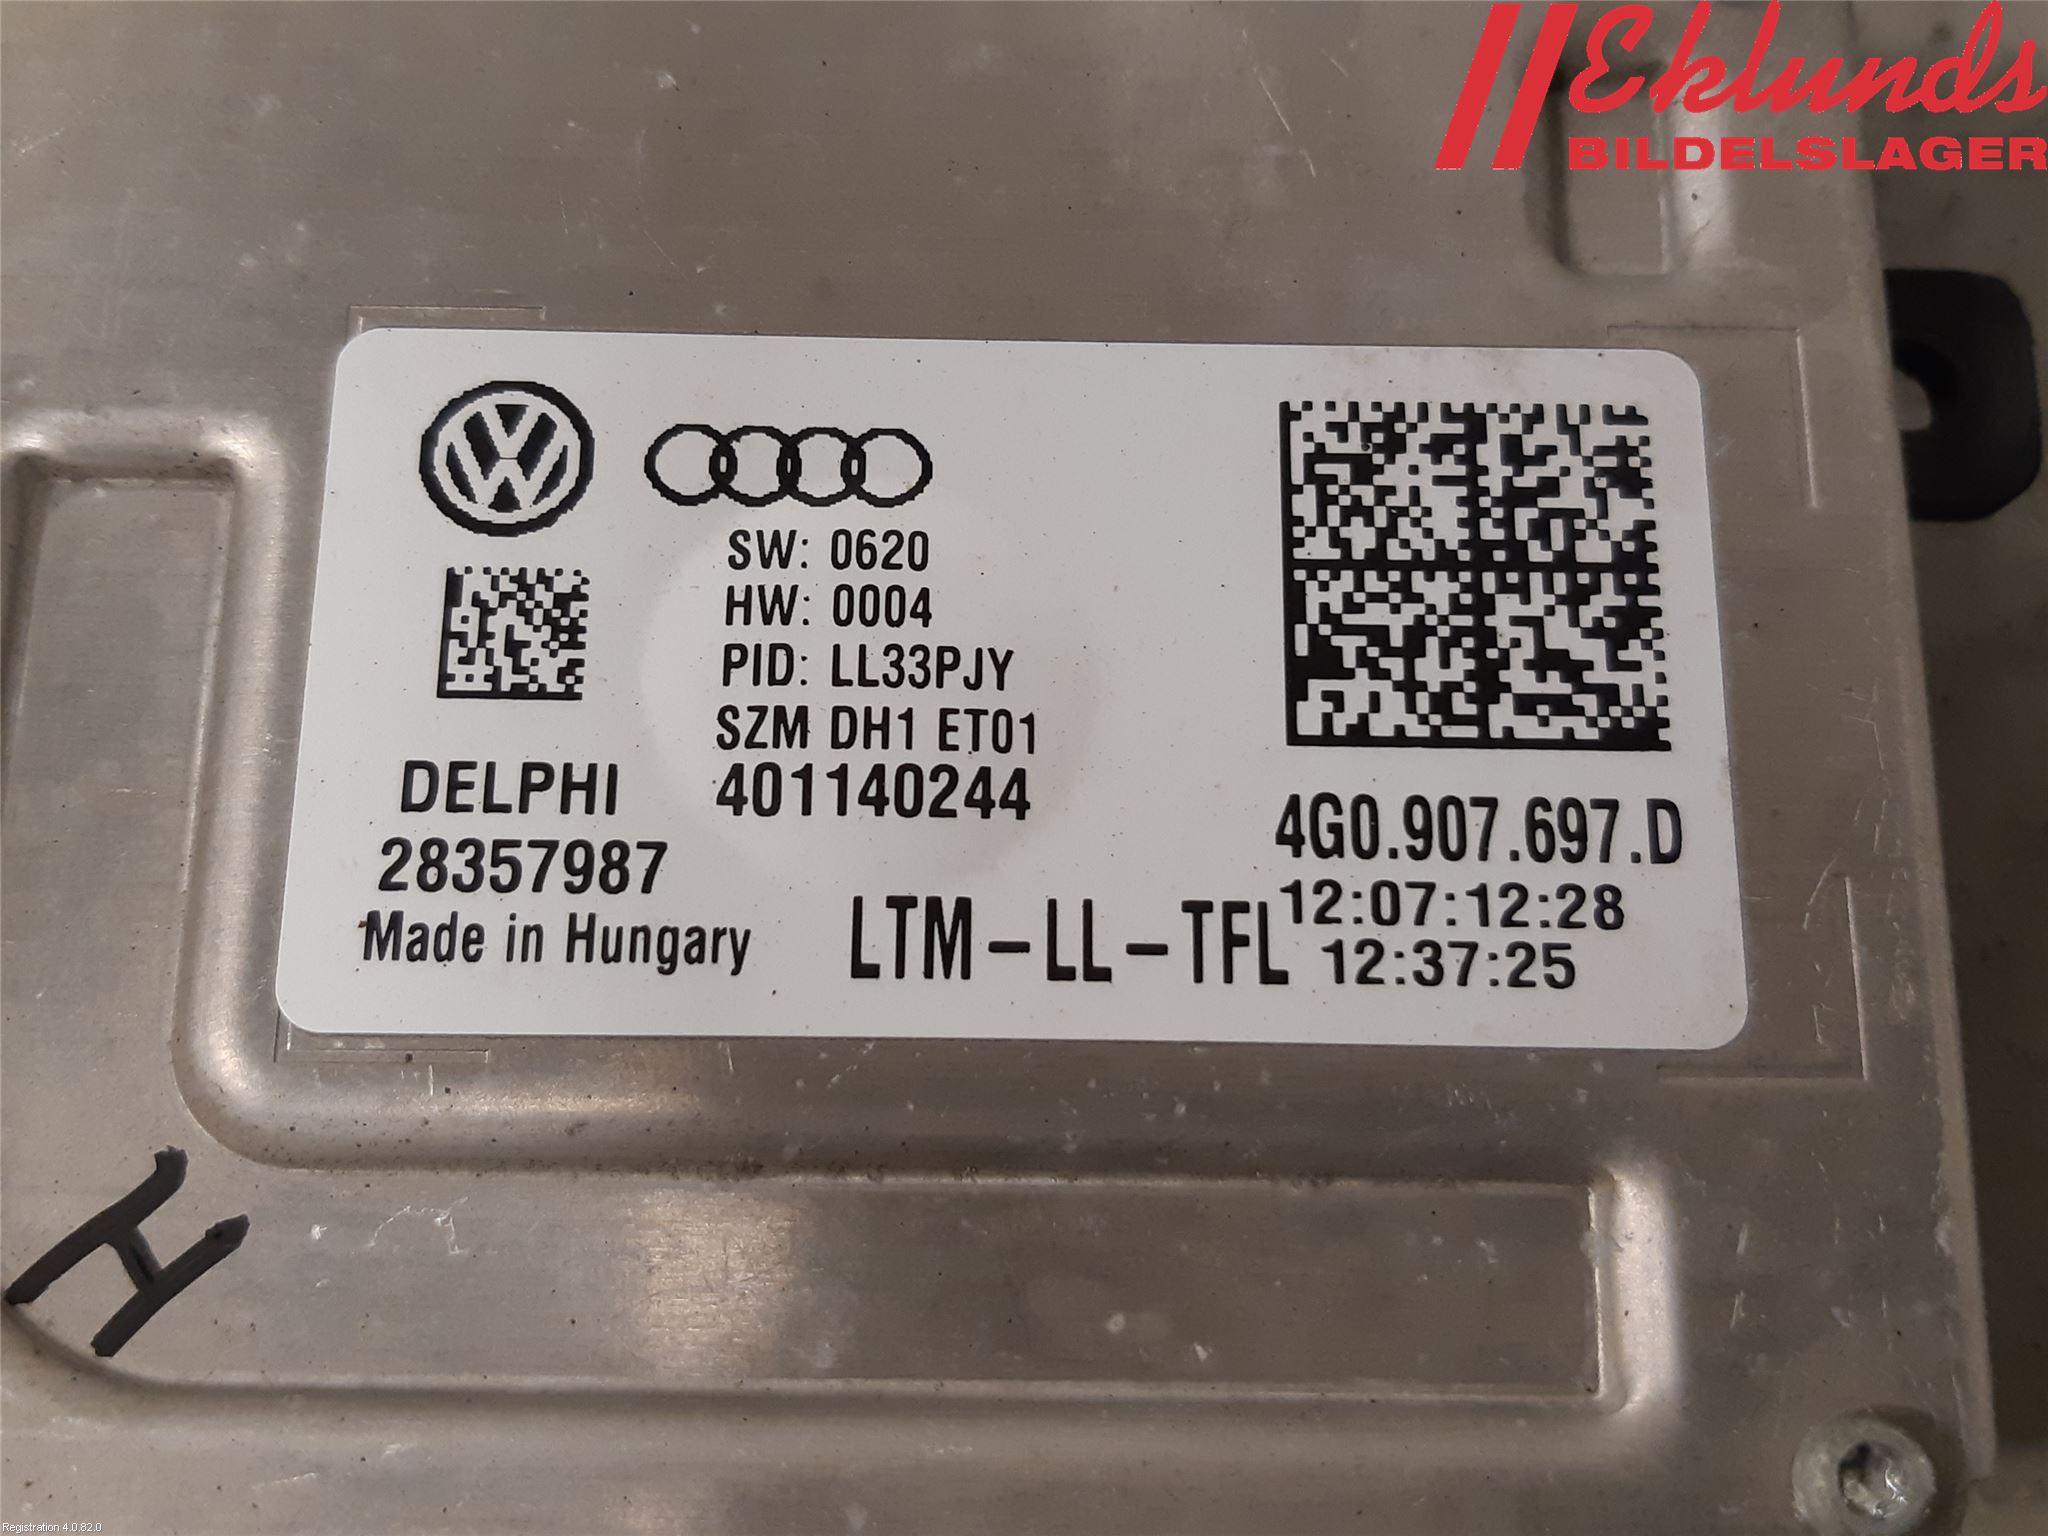 Eklunds
BILDELSLAGER
SW: 0620
HW: 0004
PID: LL33PJY
SZM DH1 ET01
DELPHI 401140244
28357987
Made in Hungary
LTM-LL-TFL
4G0.907.697.D
12:07:12:28
12:37:25
H
Registration 4.0.82.0